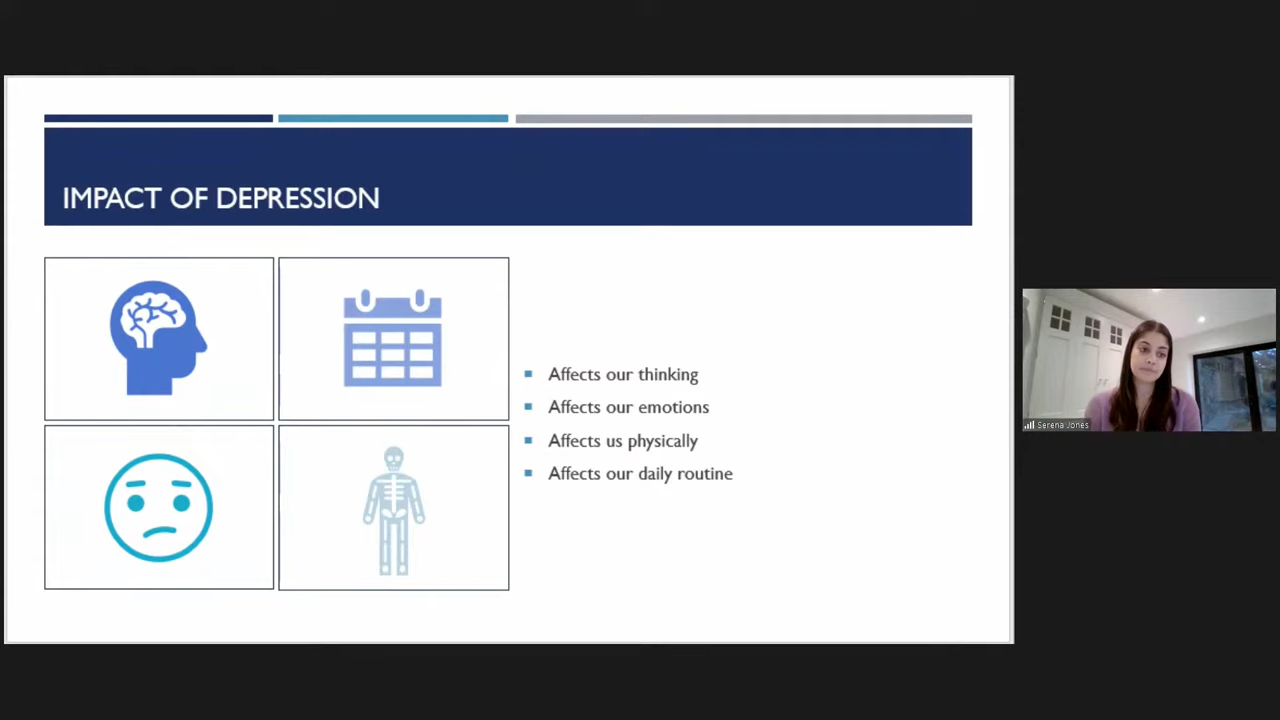 IMPACT OF DEPRESSION
Affects our thinking
Affects our emotions
Affects us physically
Affects our daily routine
Serena Jones